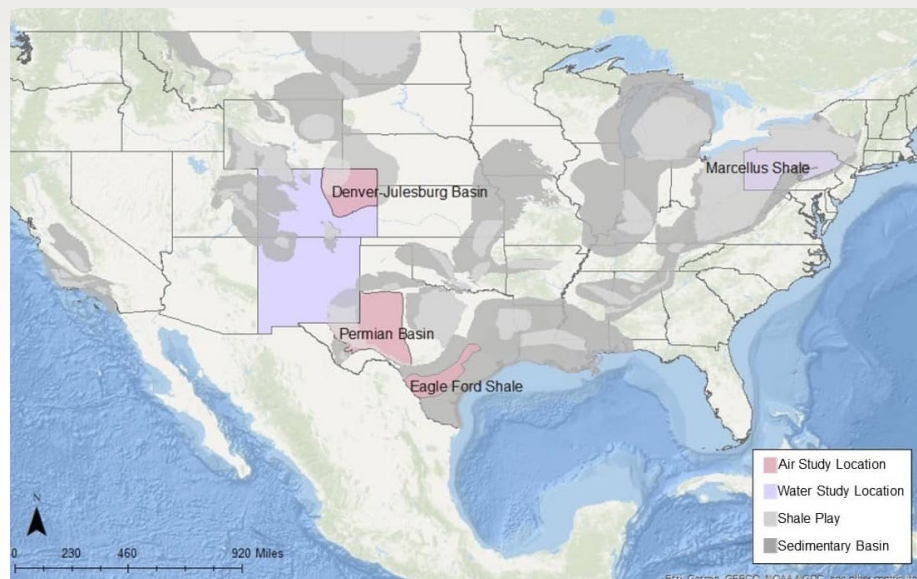 Marcellus Shale
Denver-Julesburg Basin
Permian Basin
Eagle Ford Shale
Air Study Location
Water Study Location
Shale Play
Sedimentary Basin
N
0 230 460 920 Miles